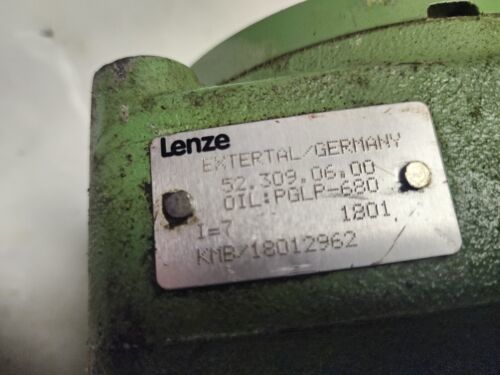 Lenze
EXTERTAL/GERMANY
52.309.06.00
OIL:PGLP-680
I=7 1801
KMB/18012962